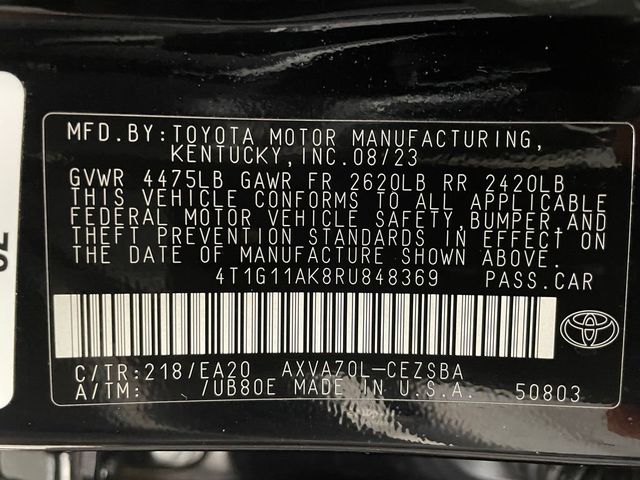 MFD.BY:TOYOTA MOTOR MANUFACTURING,
KENTUCKY,INC.08/23
GVWR 4475LB GAWR FR 2620LB RR 2420LB
THIS VEHICLE CONFORMS TO ALL APPLICABLE
FEDERAL MOTOR VEHICLE SAFETY,BUMPER,AND
THEFT PREVENTION STANDARDS IN EFFECT ON
THE DATE OF MANUFACTURE SHOWN ABOVE.
4T1G11AK8RU848369 PASS.CAR
C/TR:218/EA20 AXVA70L-CEZSBA
A/TM: /UB80E MADE IN U.S.A. 50803